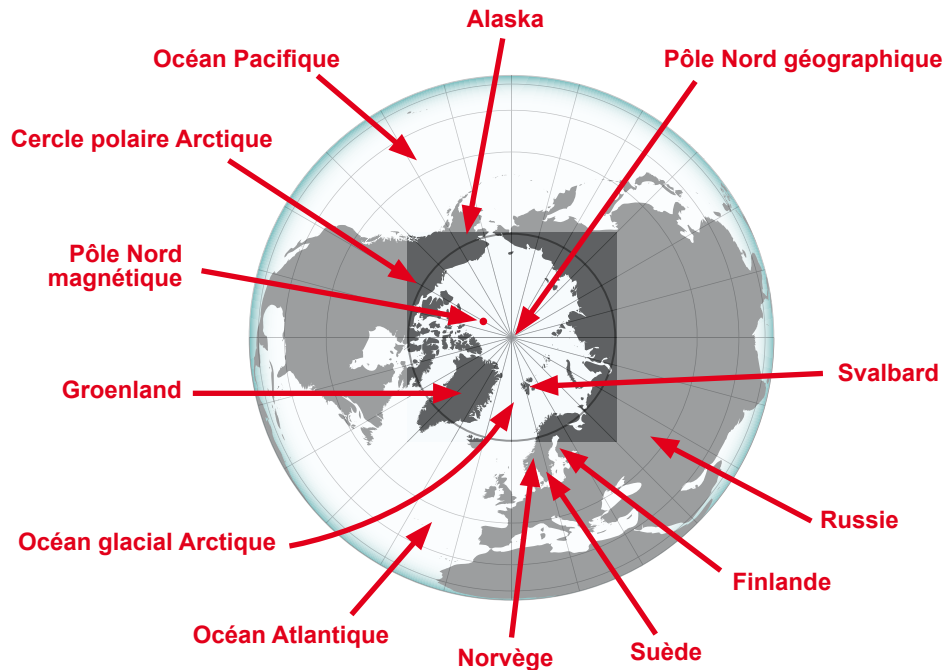 Alaska
Océan Pacifique
Pôle Nord géographique
Cercle polaire Arctique
Pôle Nord
magnétique
Groenland
Svalbard
Océan glacial Arctique
Russie
Finlande
Océan Atlantique
Norvège
Suède